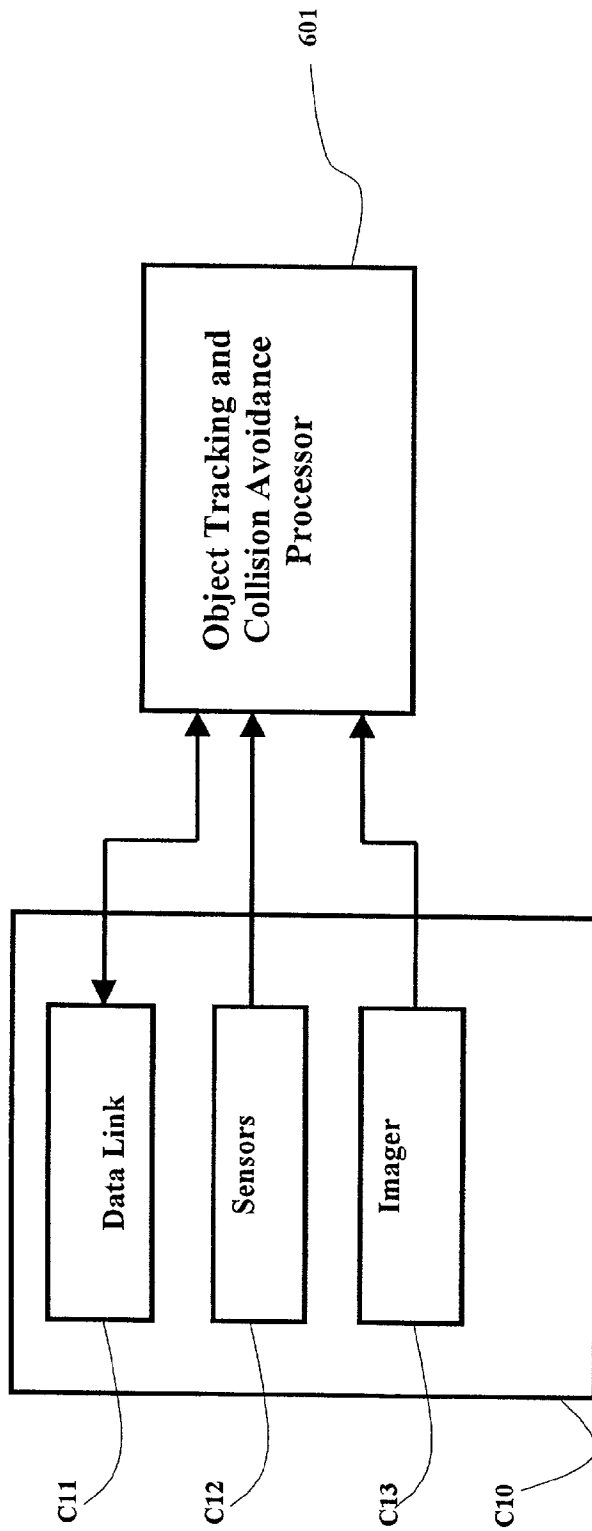 C11
Data Link
C12
Sensors
C13
Imager
C10
Object Tracking and
Collision Avoidance
Processor
601